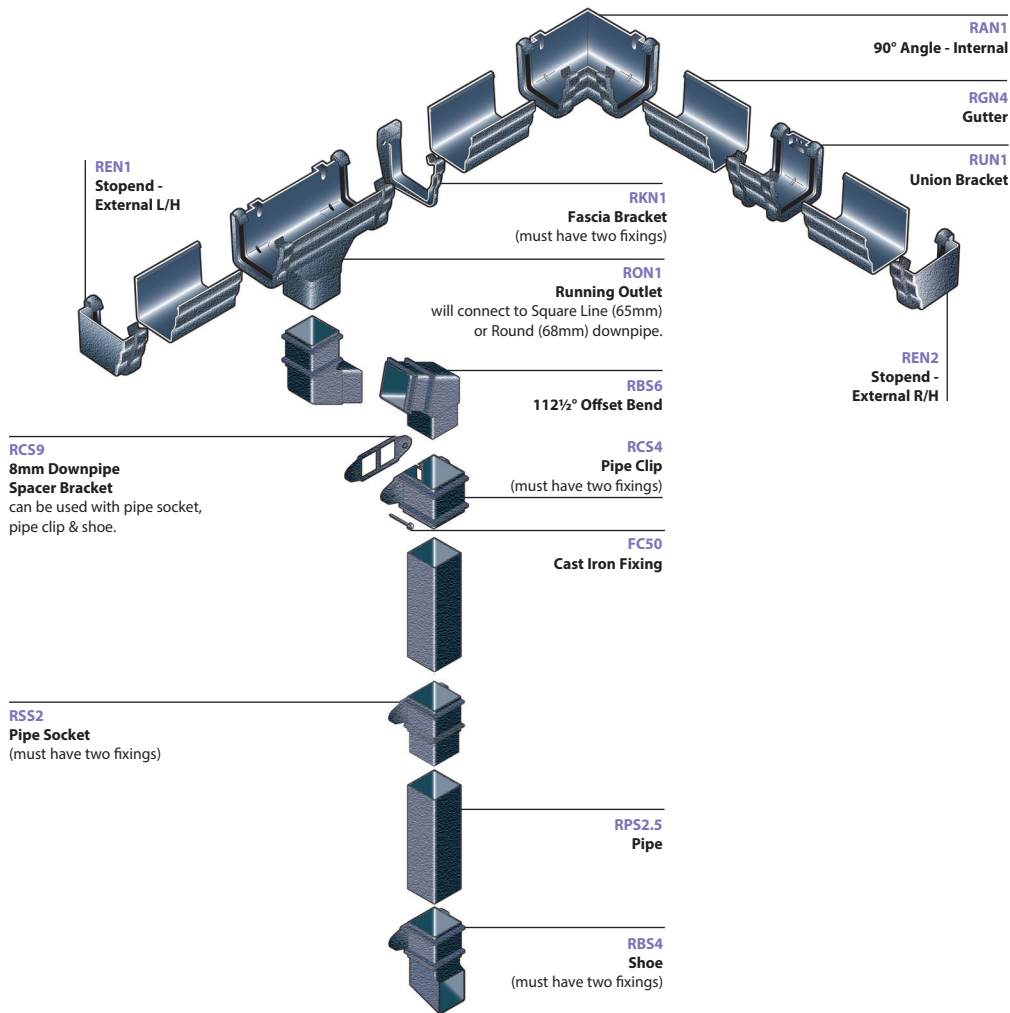 RAN1
90° Angle - Internal
RGN4
Gutter
RUN1
Union Bracket
REN1
Stopend -
External L/H
RKN1
Fascia Bracket
(must have two fixings)
RON1
Running Outlet
will connect to Square Line (65mm)
or Round (68mm) downpipe.
REN2
Stopend -
External R/H
RBS6
112½° Offset Bend
RCS9
8mm Downpipe
Spacer Bracket
can be used with pipe socket,
pipe clip & shoe.
RCS4
Pipe Clip
(must have two fixings)
FC50
Cast Iron Fixing
RSS2
Pipe Socket
(must have two fixings)
RPS2.5
Pipe
RBS4
Shoe
(must have two fixings)